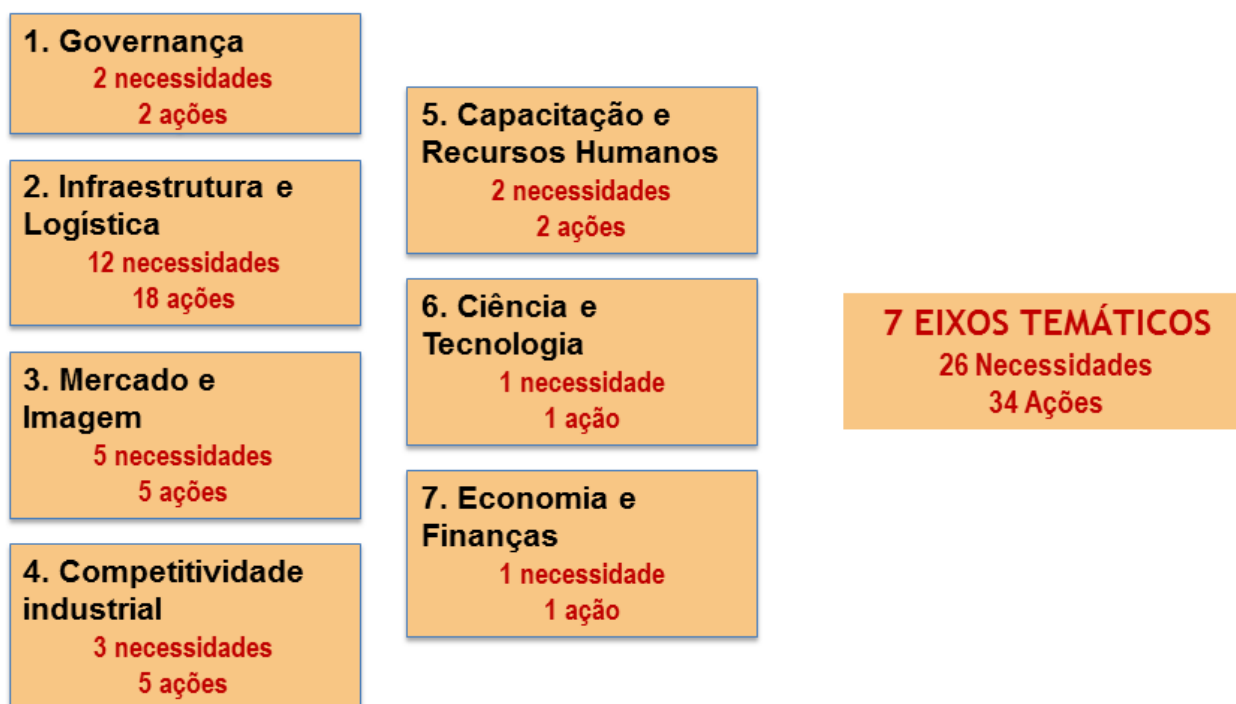 1. Governança
2 necessidades
2 ações
2. Infraestrutura e
Logística
12 necessidades
18 ações
3. Mercado e
Imagem
5 necessidades
5 ações
4. Competitividade
industrial
3 necessidades
5 ações
5. Capacitação e
Recursos Humanos
2 necessidades
2 ações
6. Ciência e
Tecnologia
1 necessidade
1 ação
7. Economia e
Finanças
1 necessidade
1 ação
7 EIXOS TEMÁTICOS
26 Necessidades
34 Ações